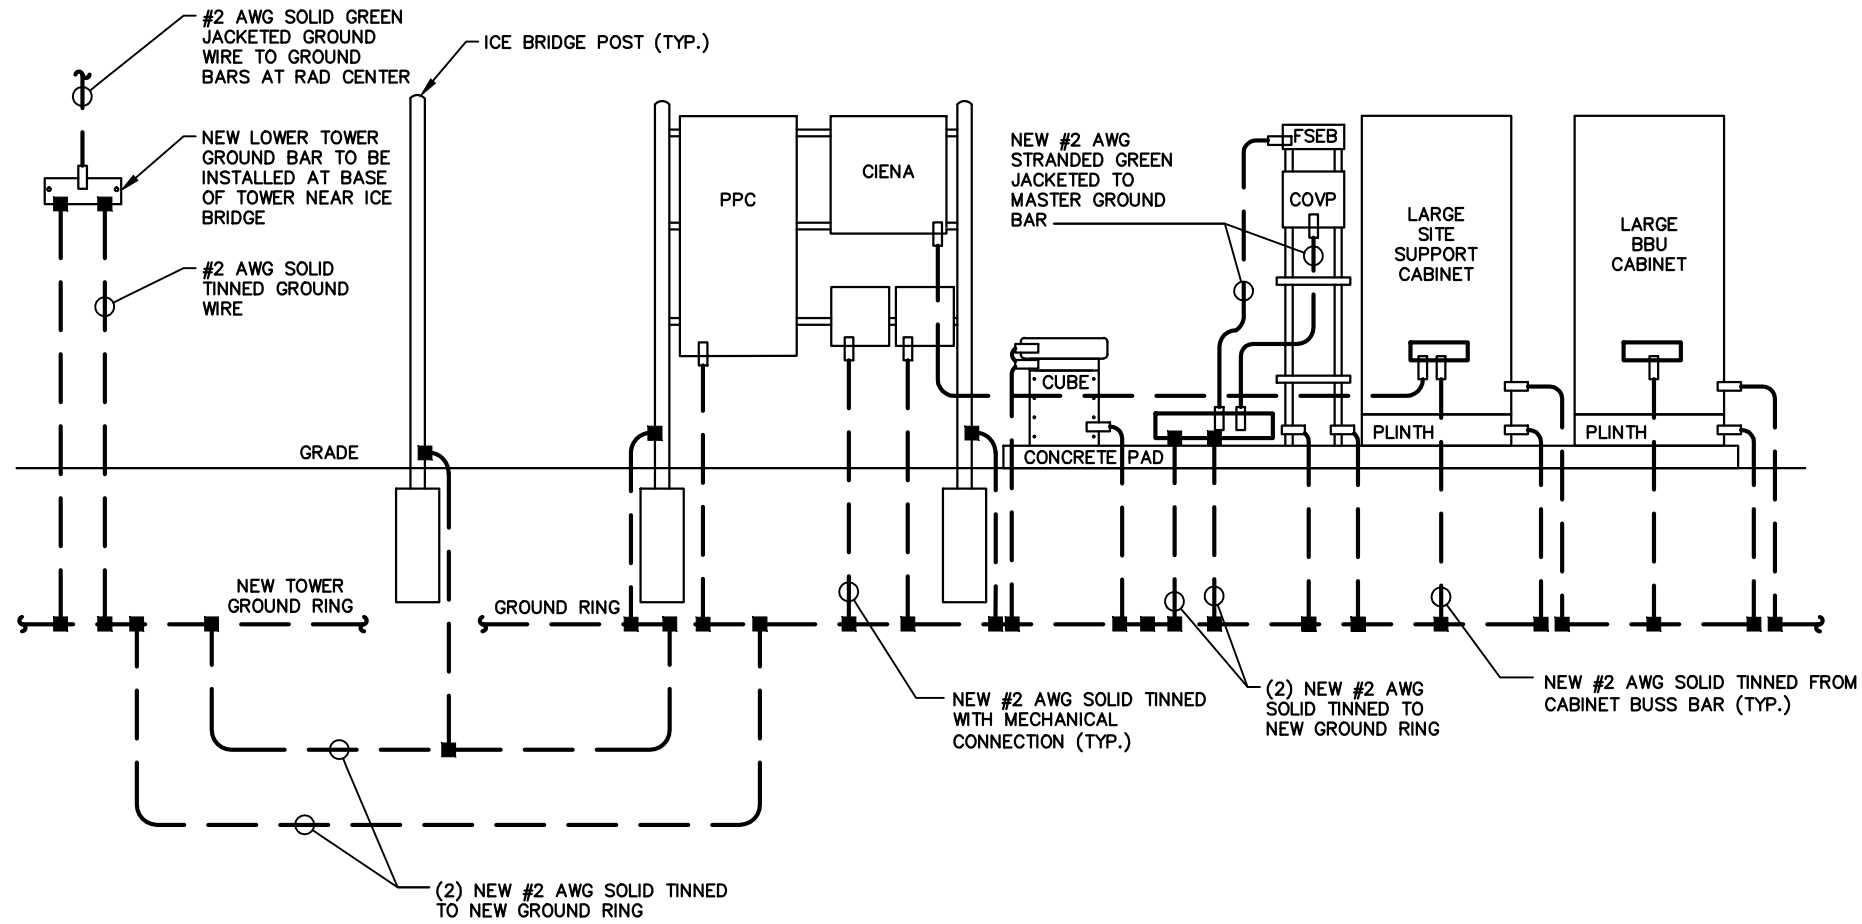 #2 AWG SOLID GREEN
JACKETED GROUND
WIRE TO GROUND
BARS AT RAD CENTER
ICE BRIDGE POST (TYP.)
NEW LOWER TOWER
GROUND BAR TO BE
INSTALLED AT BASE
OF TOWER NEAR ICE
BRIDGE
#2 AWG SOLID
TINNED GROUND
WIRE
PPC
CIENA
NEW #2 AWG
STRANDED GREEN
JACKETED TO
MASTER GROUND
BAR
FSEB
COVP
LARGE
SITE
SUPPORT
CABINET
LARGE
BBU
CABINET
CUBE
PLINTH
PLINTH
GRADE
CONCRETE PAD
NEW TOWER
GROUND RING
GROUND RING
NEW #2 AWG SOLID TINNED
WITH MECHANICAL
CONNECTION (TYP.)
(2) NEW #2 AWG
SOLID TINNED TO
NEW GROUND RING
NEW #2 AWG SOLID TINNED FROM
CABINET BUSS BAR (TYP.)
(2) NEW #2 AWG SOLID TINNED
TO NEW GROUND RING